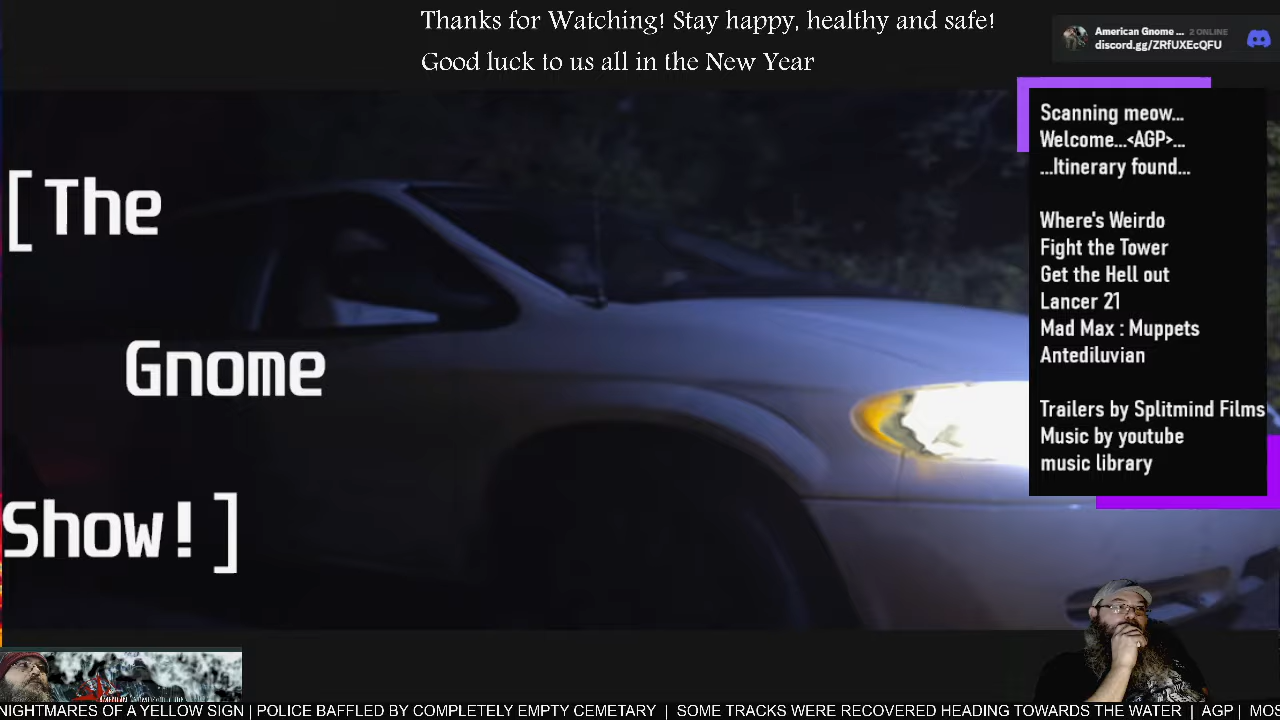 Thanks for Watching! Stay happy, healthy and safe!
Good luck to us all in the New Year
American Gnome ... 2 ONLINE
discord.gg/ZRfUXEcQFU
[The
Gnome
Show!]
Scanning meow...
Welcome...<AGP>...
...Itinerary found...
Where's Weirdo
Fight the Tower
Get the Hell out
Lancer 21
Mad Max : Muppets
Antediluvian
Trailers by Splitmind Films
Music by youtube
music library
NIGHTMARES OF A YELLOW SIGN | POLICE BAFFLED BY COMPLETELY EMPTY CEMETARY | SOME TRACKS WERE RECOVERED HEADING TOWARDS THE WATER | AGP | MOS